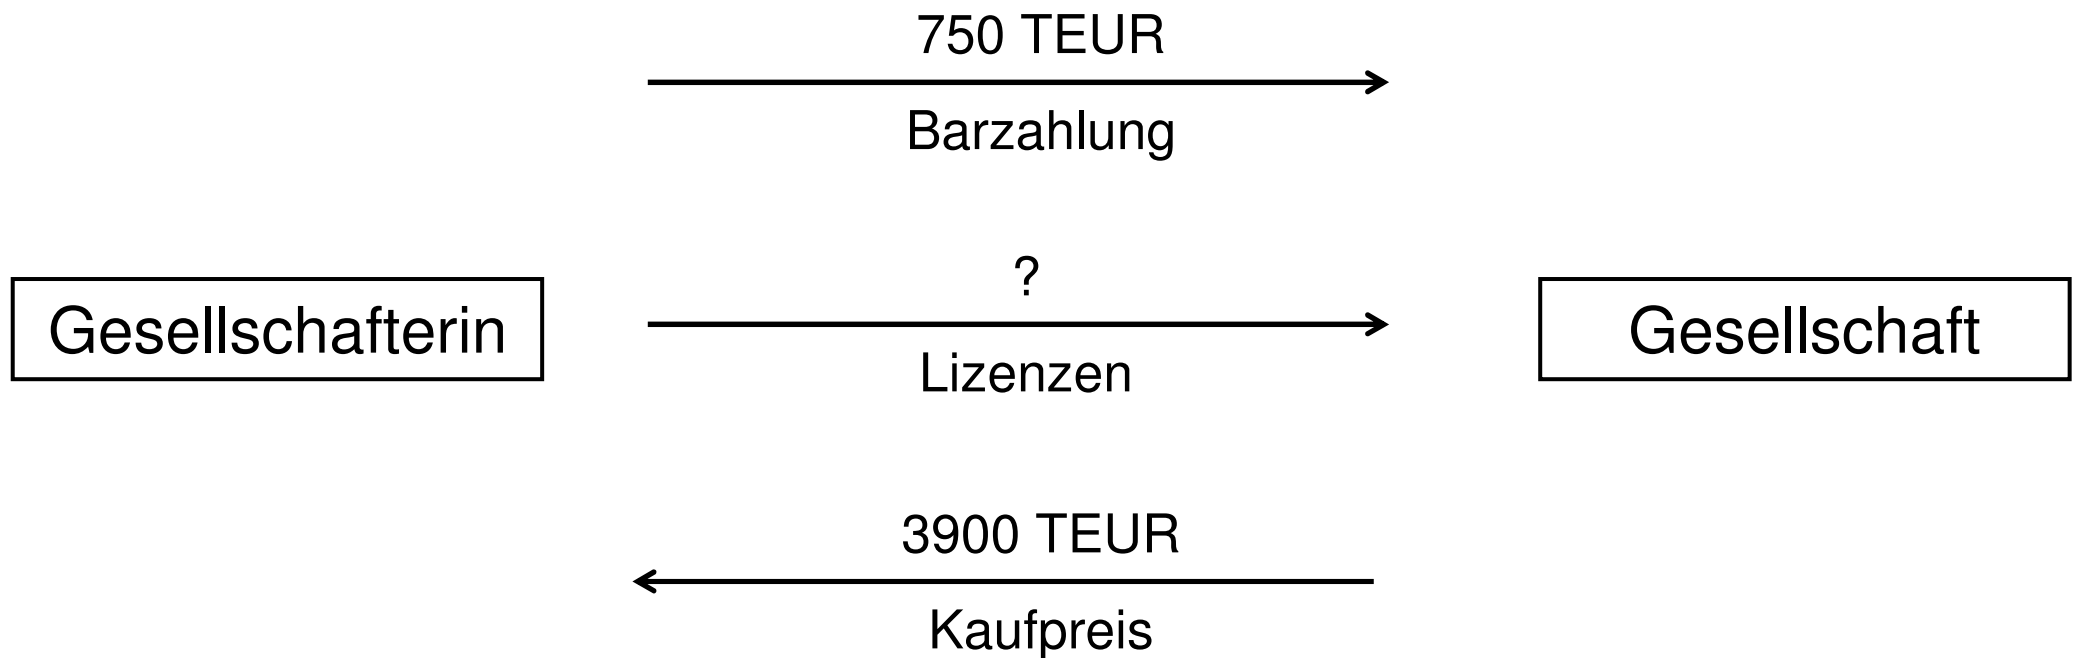 750 TEUR
Barzahlung
?
Gesellschafterin
Gesellschaft
Lizenzen
3900 TEUR
Kaufpreis